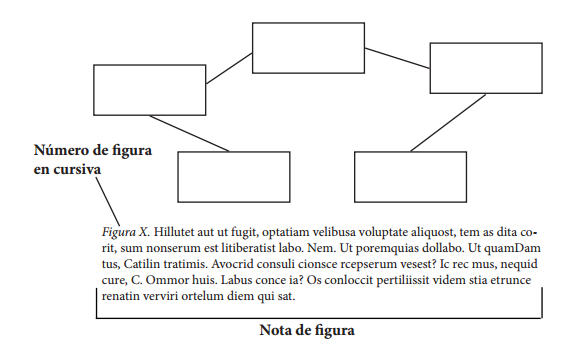 Número de figura
en cursiva
Figura X. Hillutet aut ut fugit, optatiam velibusa voluptate aliquost, tem as dita co-
rit, sum nonserum est litiberatist labo. Nem. Ut poremquias dollabo. Ut quamDam
tus, Catilin tratimis. Avocrid consuli cionsce rcepserum vesest? Ic rec mus, nequid
cure, C. Ommor huis. Labus conce ia? Os conloccit pertiliissit videm stia etrunce
renatin verviri ortelum diem qui sat.
Nota de figura